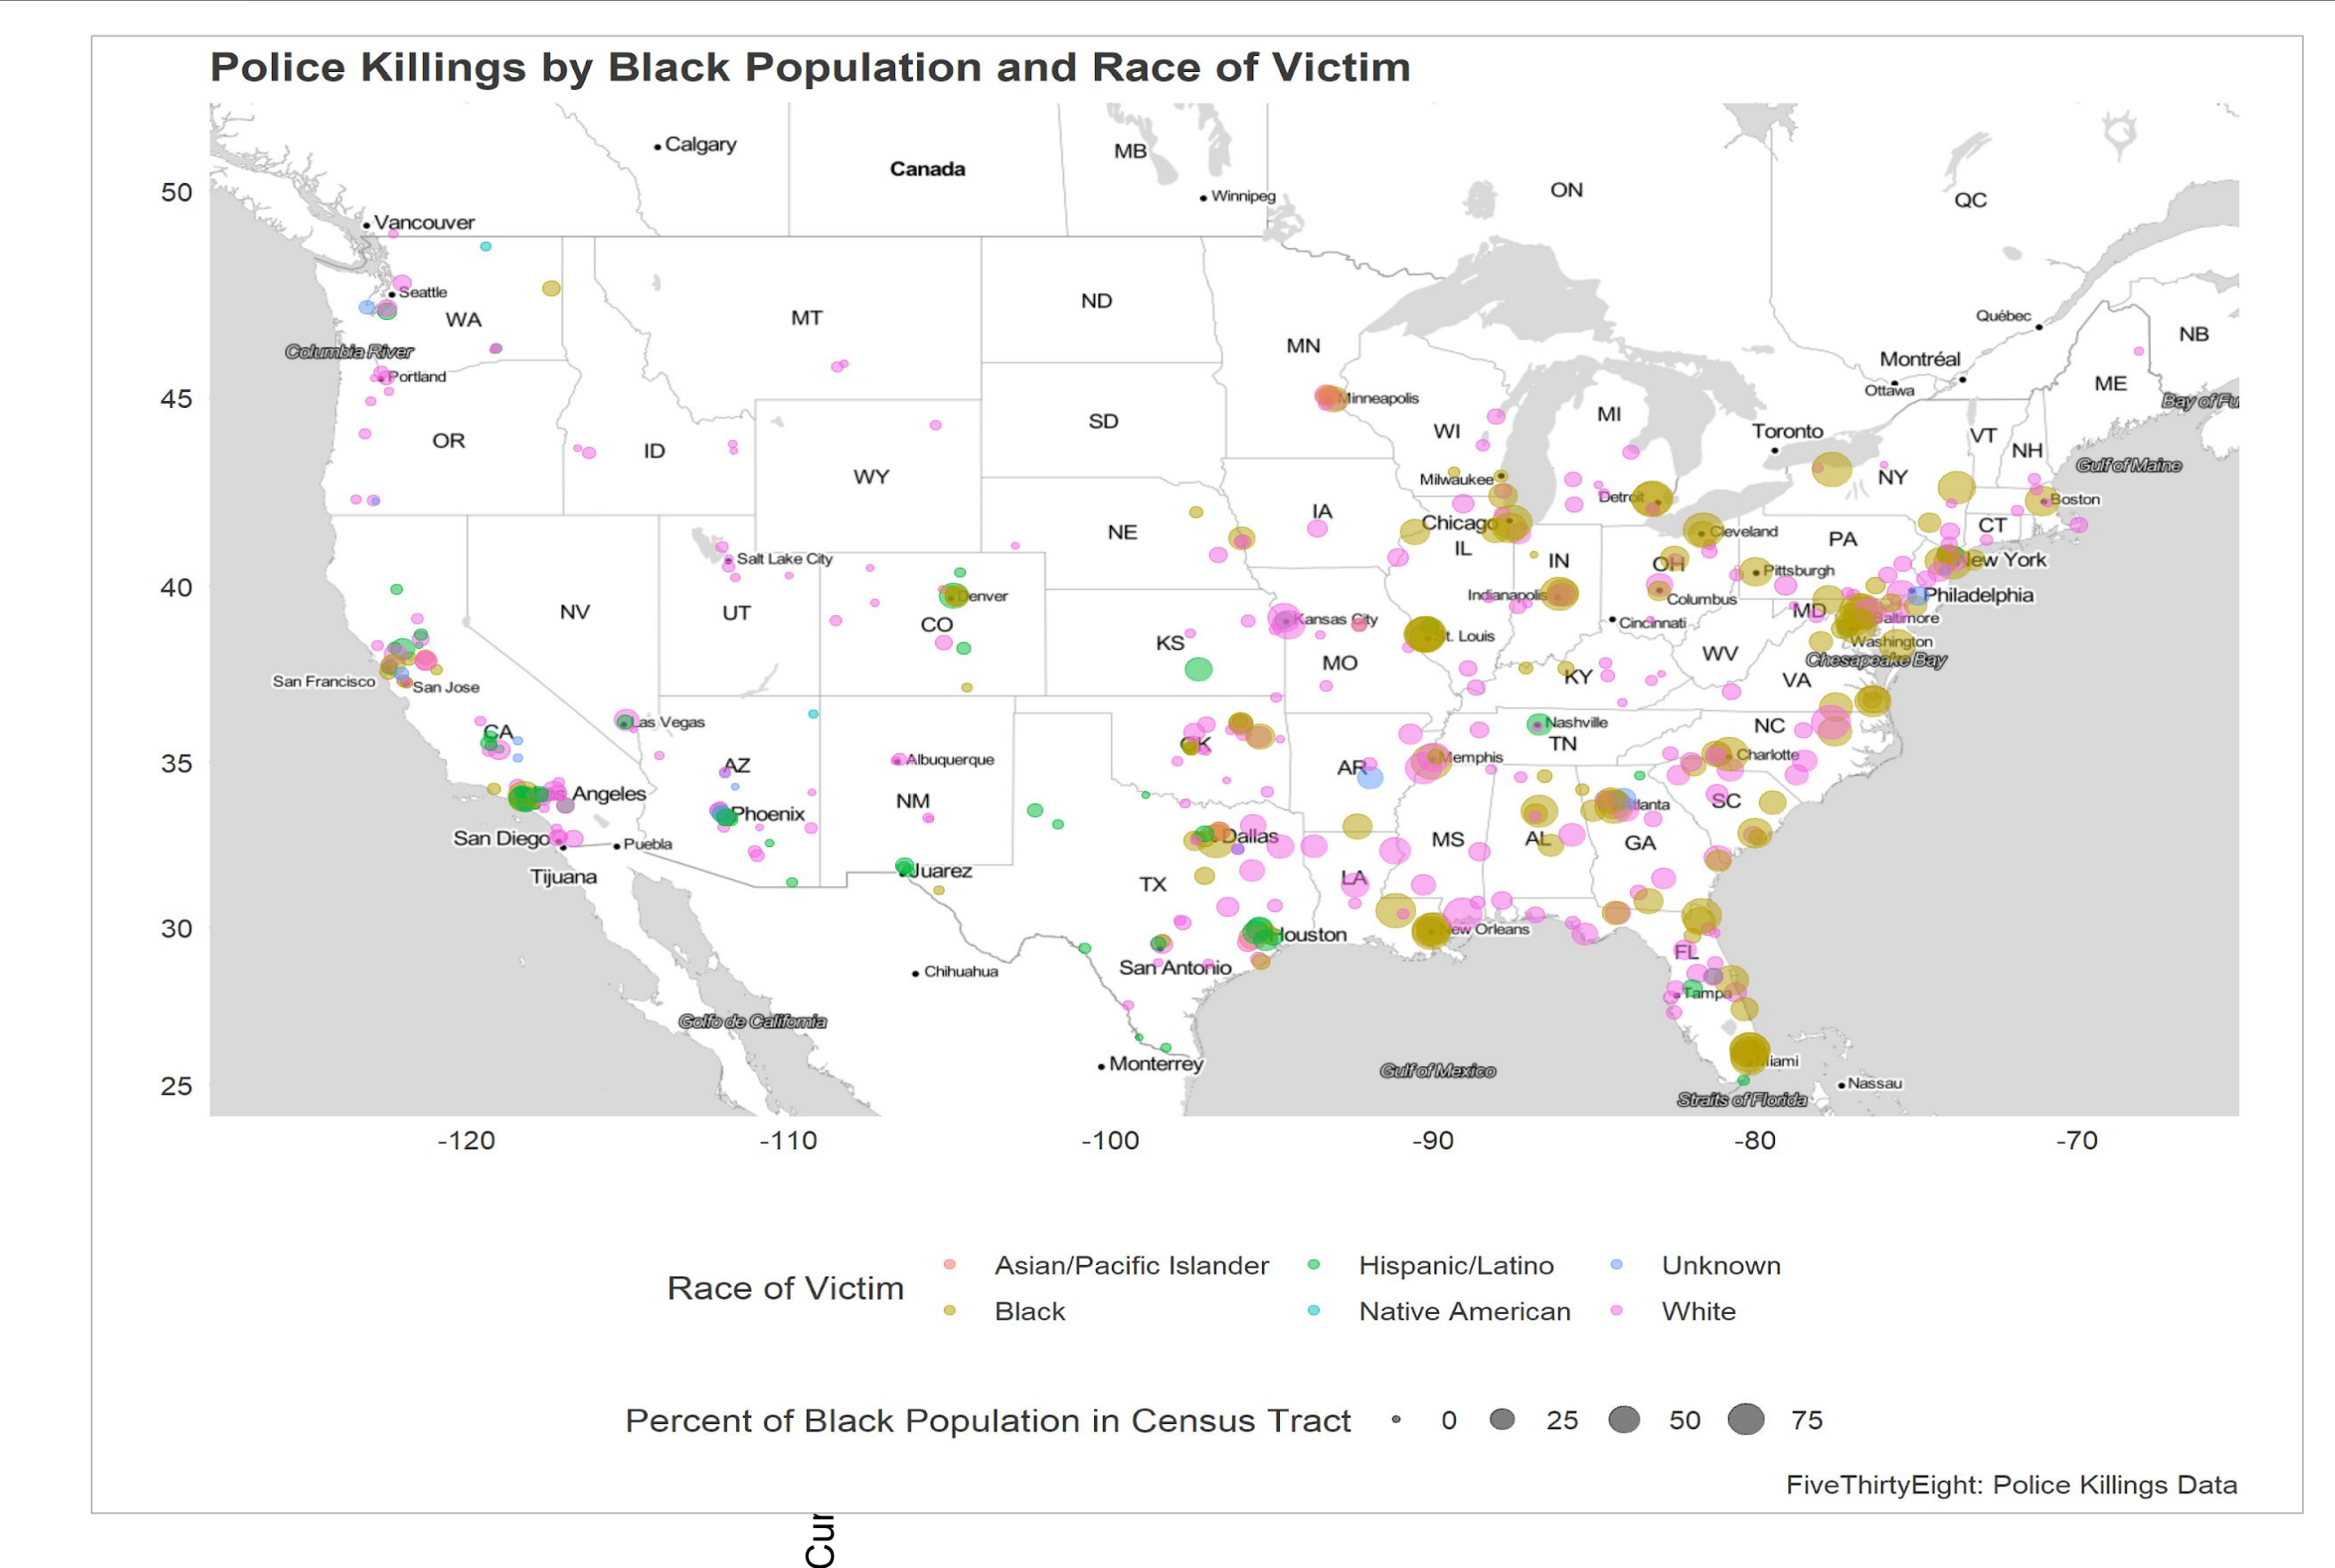 Police Killings by Black Population and Race of Victim
Calgary
Canada
MB
Winnipeg
ON
QC
50
Vancouver
Seattle
WA
MT
ND
MN
Québec
NB
Columbia River
Portland
Montréal
Ottawa
ME
45
Minneapolis
Bay of Fu
OR
ID
SD
WI
MI
Toronto
VT
NH
Gulf of Maine
WY
Milwaukee
NY
Detroit
Boston
IA
Chicago
NE
Cleveland
CT
IL
IN
PA
Salt Lake City
OH
Pittsburgh
New York
40
Denver
Indianapolis
Columbus
Philadelphia
NV
UT
CO
Kansas City
Cincinnati
MD
Baltimore
KS
St. Louis
Washington
MO
WV
Chesapeake Bay
San Francisco
San Jose
KY
VA
Las Vegas
Nashville
NC
CA
OK
TN
35
AZ
Albuquerque
AR
Memphis
Charlotte
Angeles
NM
SC
Phoenix
Atlanta
San Diego
Puebla
Dallas
MS
AL
GA
Tijuana
Juarez
TX
LA
30
Houston
New Orleans
San Antonio
FL
Chihuahua
Tampa
Golfo de California
Monterrey
Gulf of Mexico
Miami
25
Nassau
Straits of Florida
-120 -110 -100 -90 -80 -70
Race of Victim
Asian/Pacific Islander Hispanic/Latino Unknown
Black Native American White
Percent of Black Population in Census Tract 0 25 50 75
FiveThirtyEight: Police Killings Data
Cur